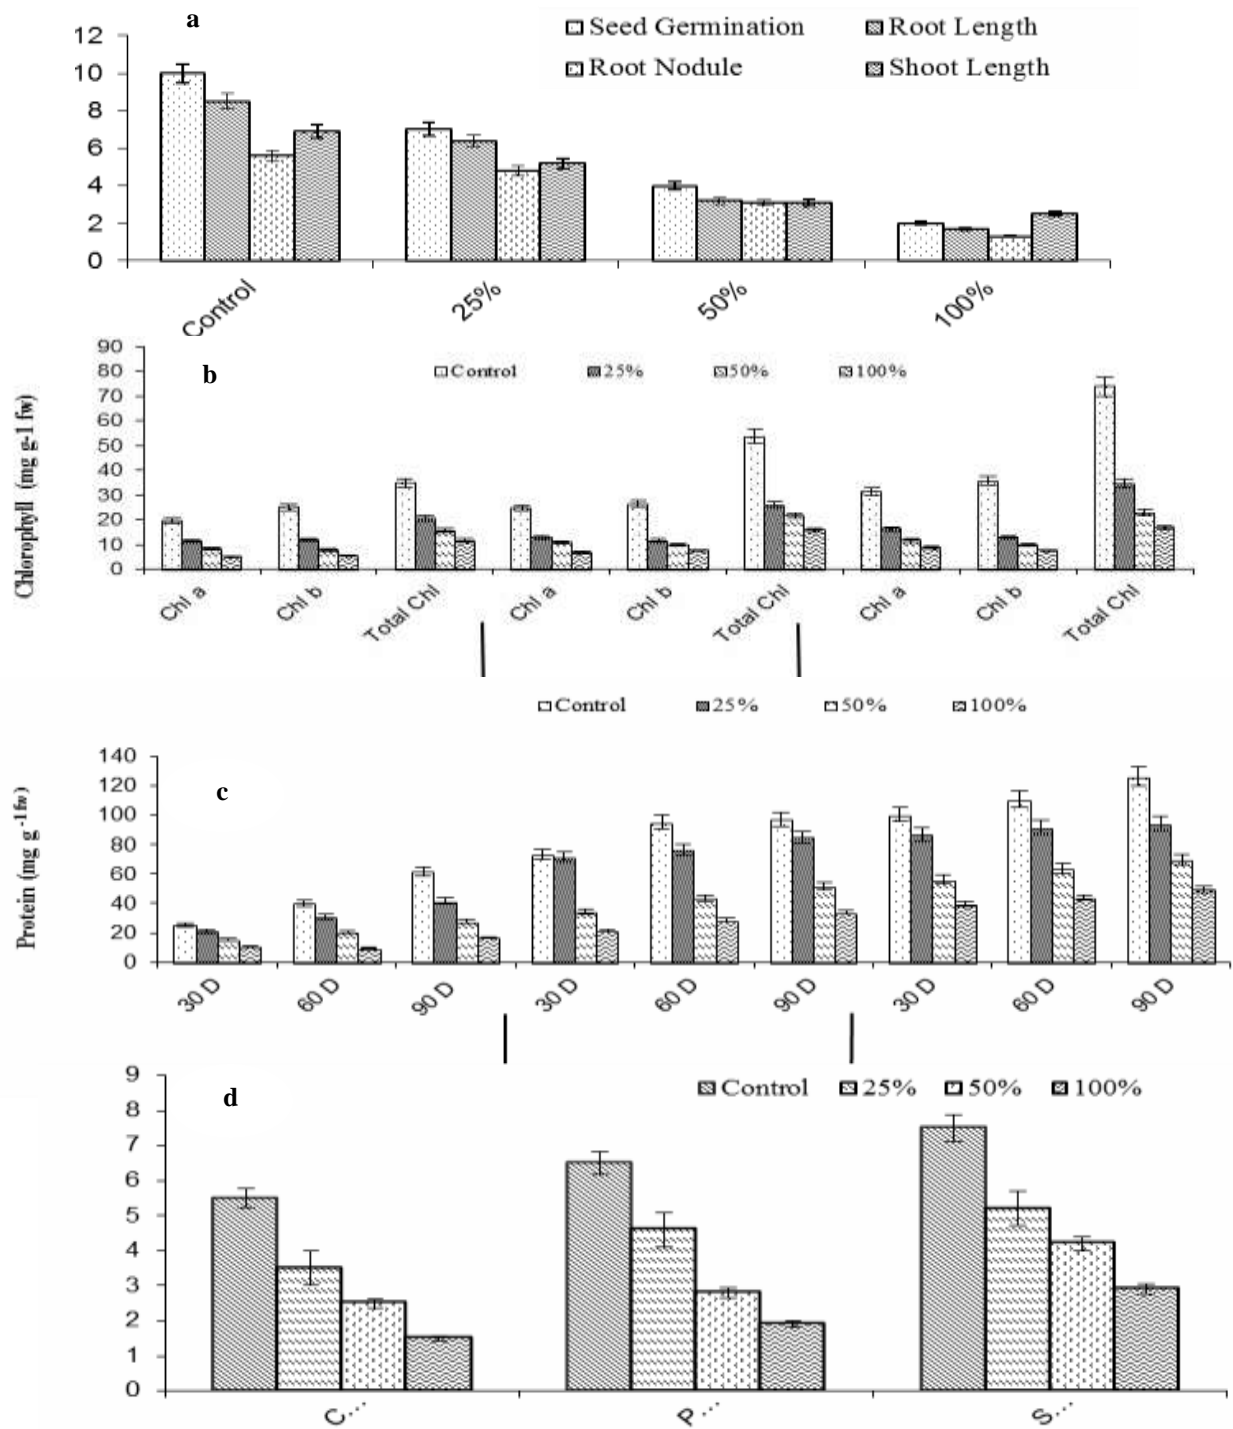 a
Seed Germination Root Length
Root Nodule Shoot Length
12
10
8
6
4
2
0
Control 25% 50% 100%
b
Control 25% 50% 100%
Chlorophyll (mg g-1 fw)
90
80
70
60
50
40
30
20
10
0
Chl a Chl b Total Chl Chl a Chl b Total Chl Chl a Chl b Total Chl
Control 25% 50% 100%
c
Protein (mg g -1fw)
140
120
100
80
60
40
20
0
30 D 60 D 90 D 30 D 60 D 90 D 30 D 60 D 90 D
d
Control 25% 50% 100%
9
8
7
6
5
4
3
2
1
0
C... P... S...